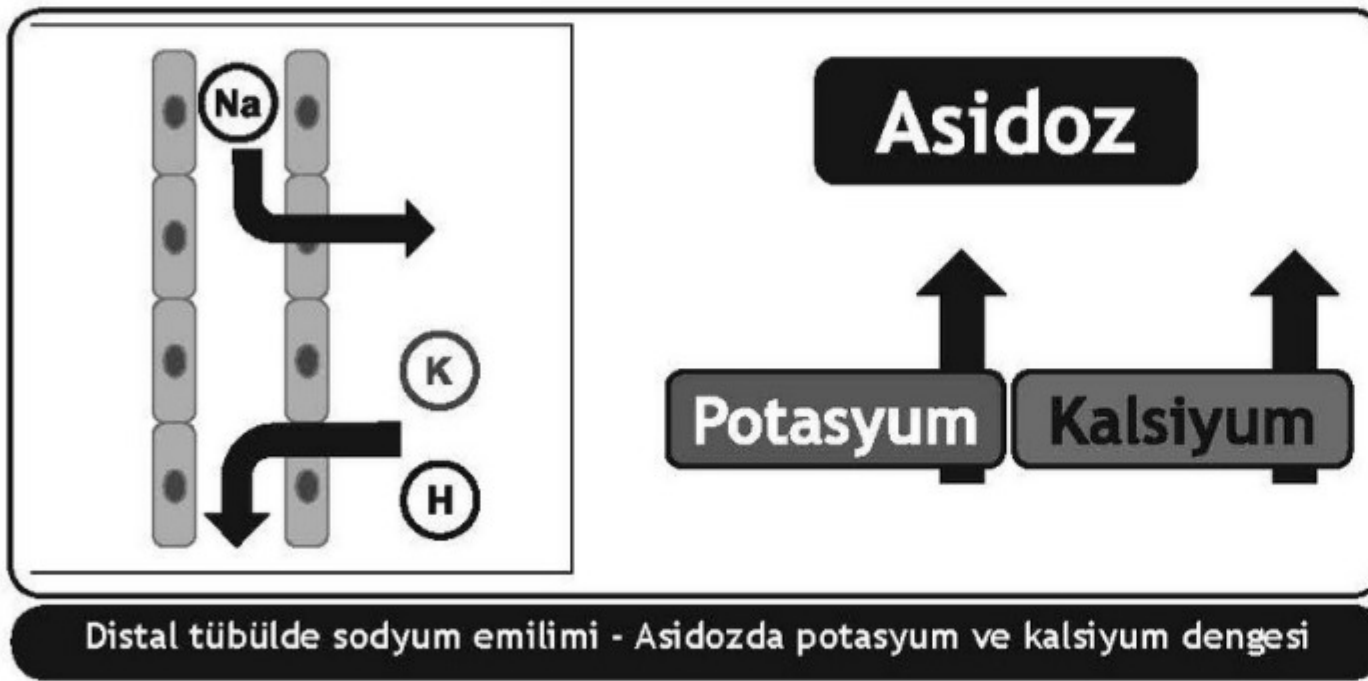 Na
Asidoz
K
Potasyum
Kalsiyum
H
Distal tübülde sodyum emilimi - Asidozda potasyum ve kalsiyum dengesi